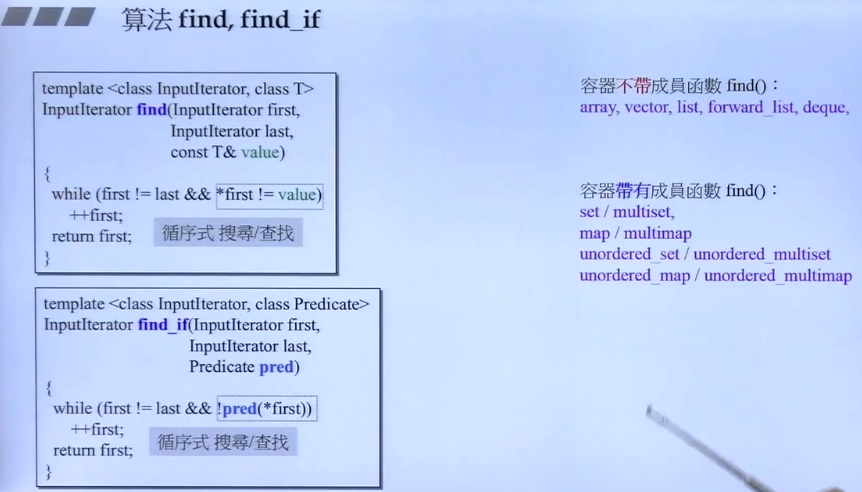 算法 find, find_if
template <class InputIterator, class T>
InputIterator find(InputIterator first,
InputIterator last,
const T& value)
{
while (first != last && *first != value)
++first;
return first;
}
循序式 搜尋/查找
template <class InputIterator, class Predicate>
InputIterator find_if(InputIterator first,
InputIterator last,
Predicate pred)
{
while (first != last && !pred(*first))
++first;
return first;
}
循序式 搜尋/查找
容器不帶成員函數 find()：
array, vector, list, forward_list, deque,
容器帶有成員函數 find()：
set / multiset,
map / multimap
unordered_set / unordered_multiset
unordered_map / unordered_multimap